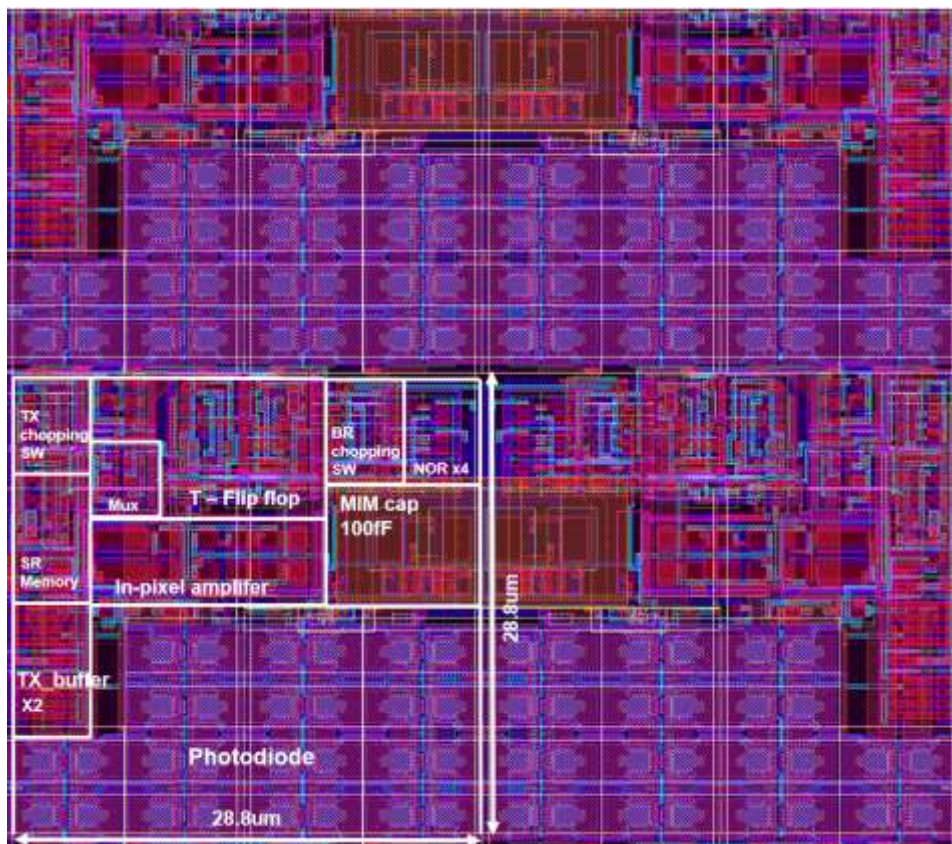 TX
chopping
SW
BR
chopping
SW
NOR x4
Mux
T – Flip flop
MIM cap
100fF
SR
Memory
In-pixel amplifer
28.8um
TX_buffer
X2
Photodiode
28.8um